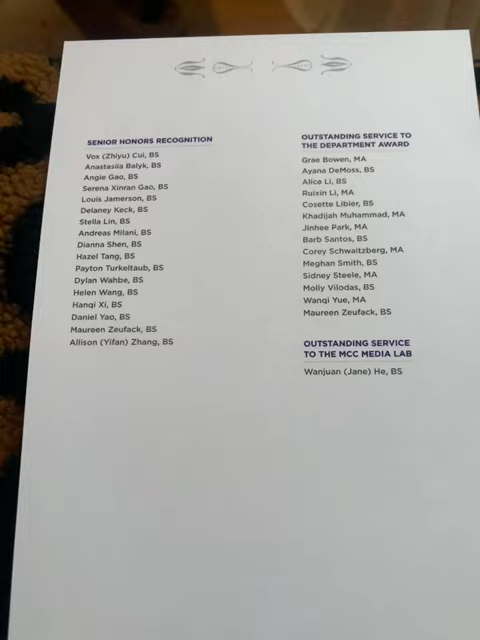 SENIOR HONORS RECOGNITION
Vox (Zhiyu) Cui, BS
Anastasiia Balyk, BS
Angie Gao, BS
Serena Xinran Gao, BS
Louis Jamerson, BS
Delaney Keck, BS
Stella Lin, BS
Andreas Milani, BS
Dianna Shen, BS
Hazel Tang, BS
Payton Turkeltaub, BS
Dylan Wahbe, BS
Helen Wang, BS
Hanqi Xi, BS
Daniel Yao, BS
Maureen Zeufack, BS
Allison (Yifan) Zhang, BS
OUTSTANDING SERVICE TO
THE DEPARTMENT AWARD
Grae Bowen, MA
Ayana DeMoss, BS
Alice Li, BS
Ruixin Li, MA
Cosette Libier, BS
Khadijah Muhammad, MA
Jinhee Park, MA
Barb Santos, BS
Corey Schwaitzberg, MA
Meghan Smith, BS
Sidney Steele, MA
Molly Vilodas, BS
Wanqi Yue, MA
Maureen Zeufack, BS
OUTSTANDING SERVICE
TO THE MCC MEDIA LAB
Wanjuan (Jane) He, BS